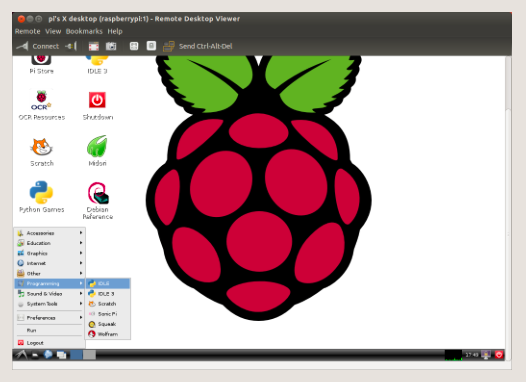 pi's X desktop (raspberrypi:1) - Remote Desktop Viewer
Remote View Bookmarks Help
Connect Send Ctrl-Alt-Del
Pi Store IDLE 3
OCR
OCR Resources Shutdown
Scratch Midori
Python Games Debian
Reference
Accessories
Education
Graphics
Internet
Other
Programming IDLE
Sound & Video IDLE 3
System Tools Scratch
Sonic Pi
Preferences
Squeak
Run
Wolfram
Logout
17:49